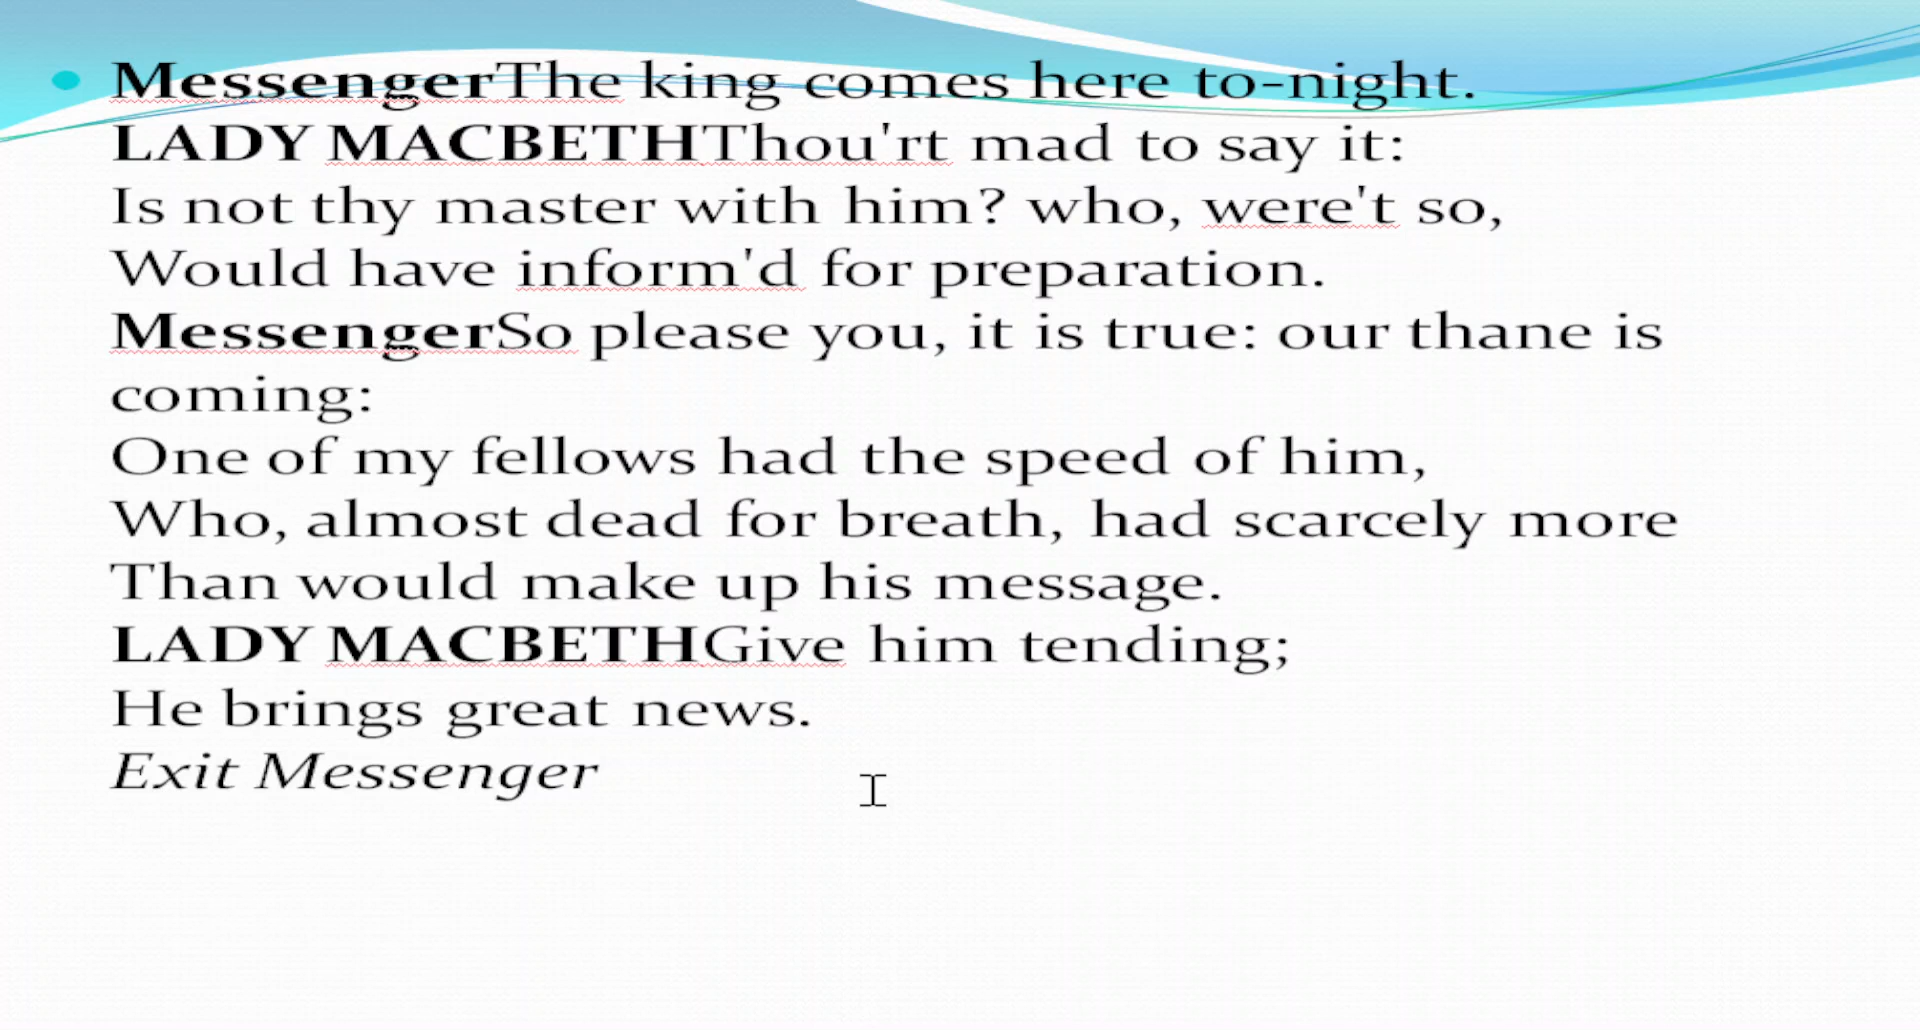 MessengerThe king comes here to-night.
LADY MACBETHThou'rt mad to say it:
Is not thy master with him? who, were't so,
Would have inform'd for preparation.
MessengerSo please you, it is true: our thane is
coming:
One of my fellows had the speed of him,
Who, almost dead for breath, had scarcely more
Than would make up his message.
LADY MACBETHGive him tending;
He brings great news.
Exit Messenger